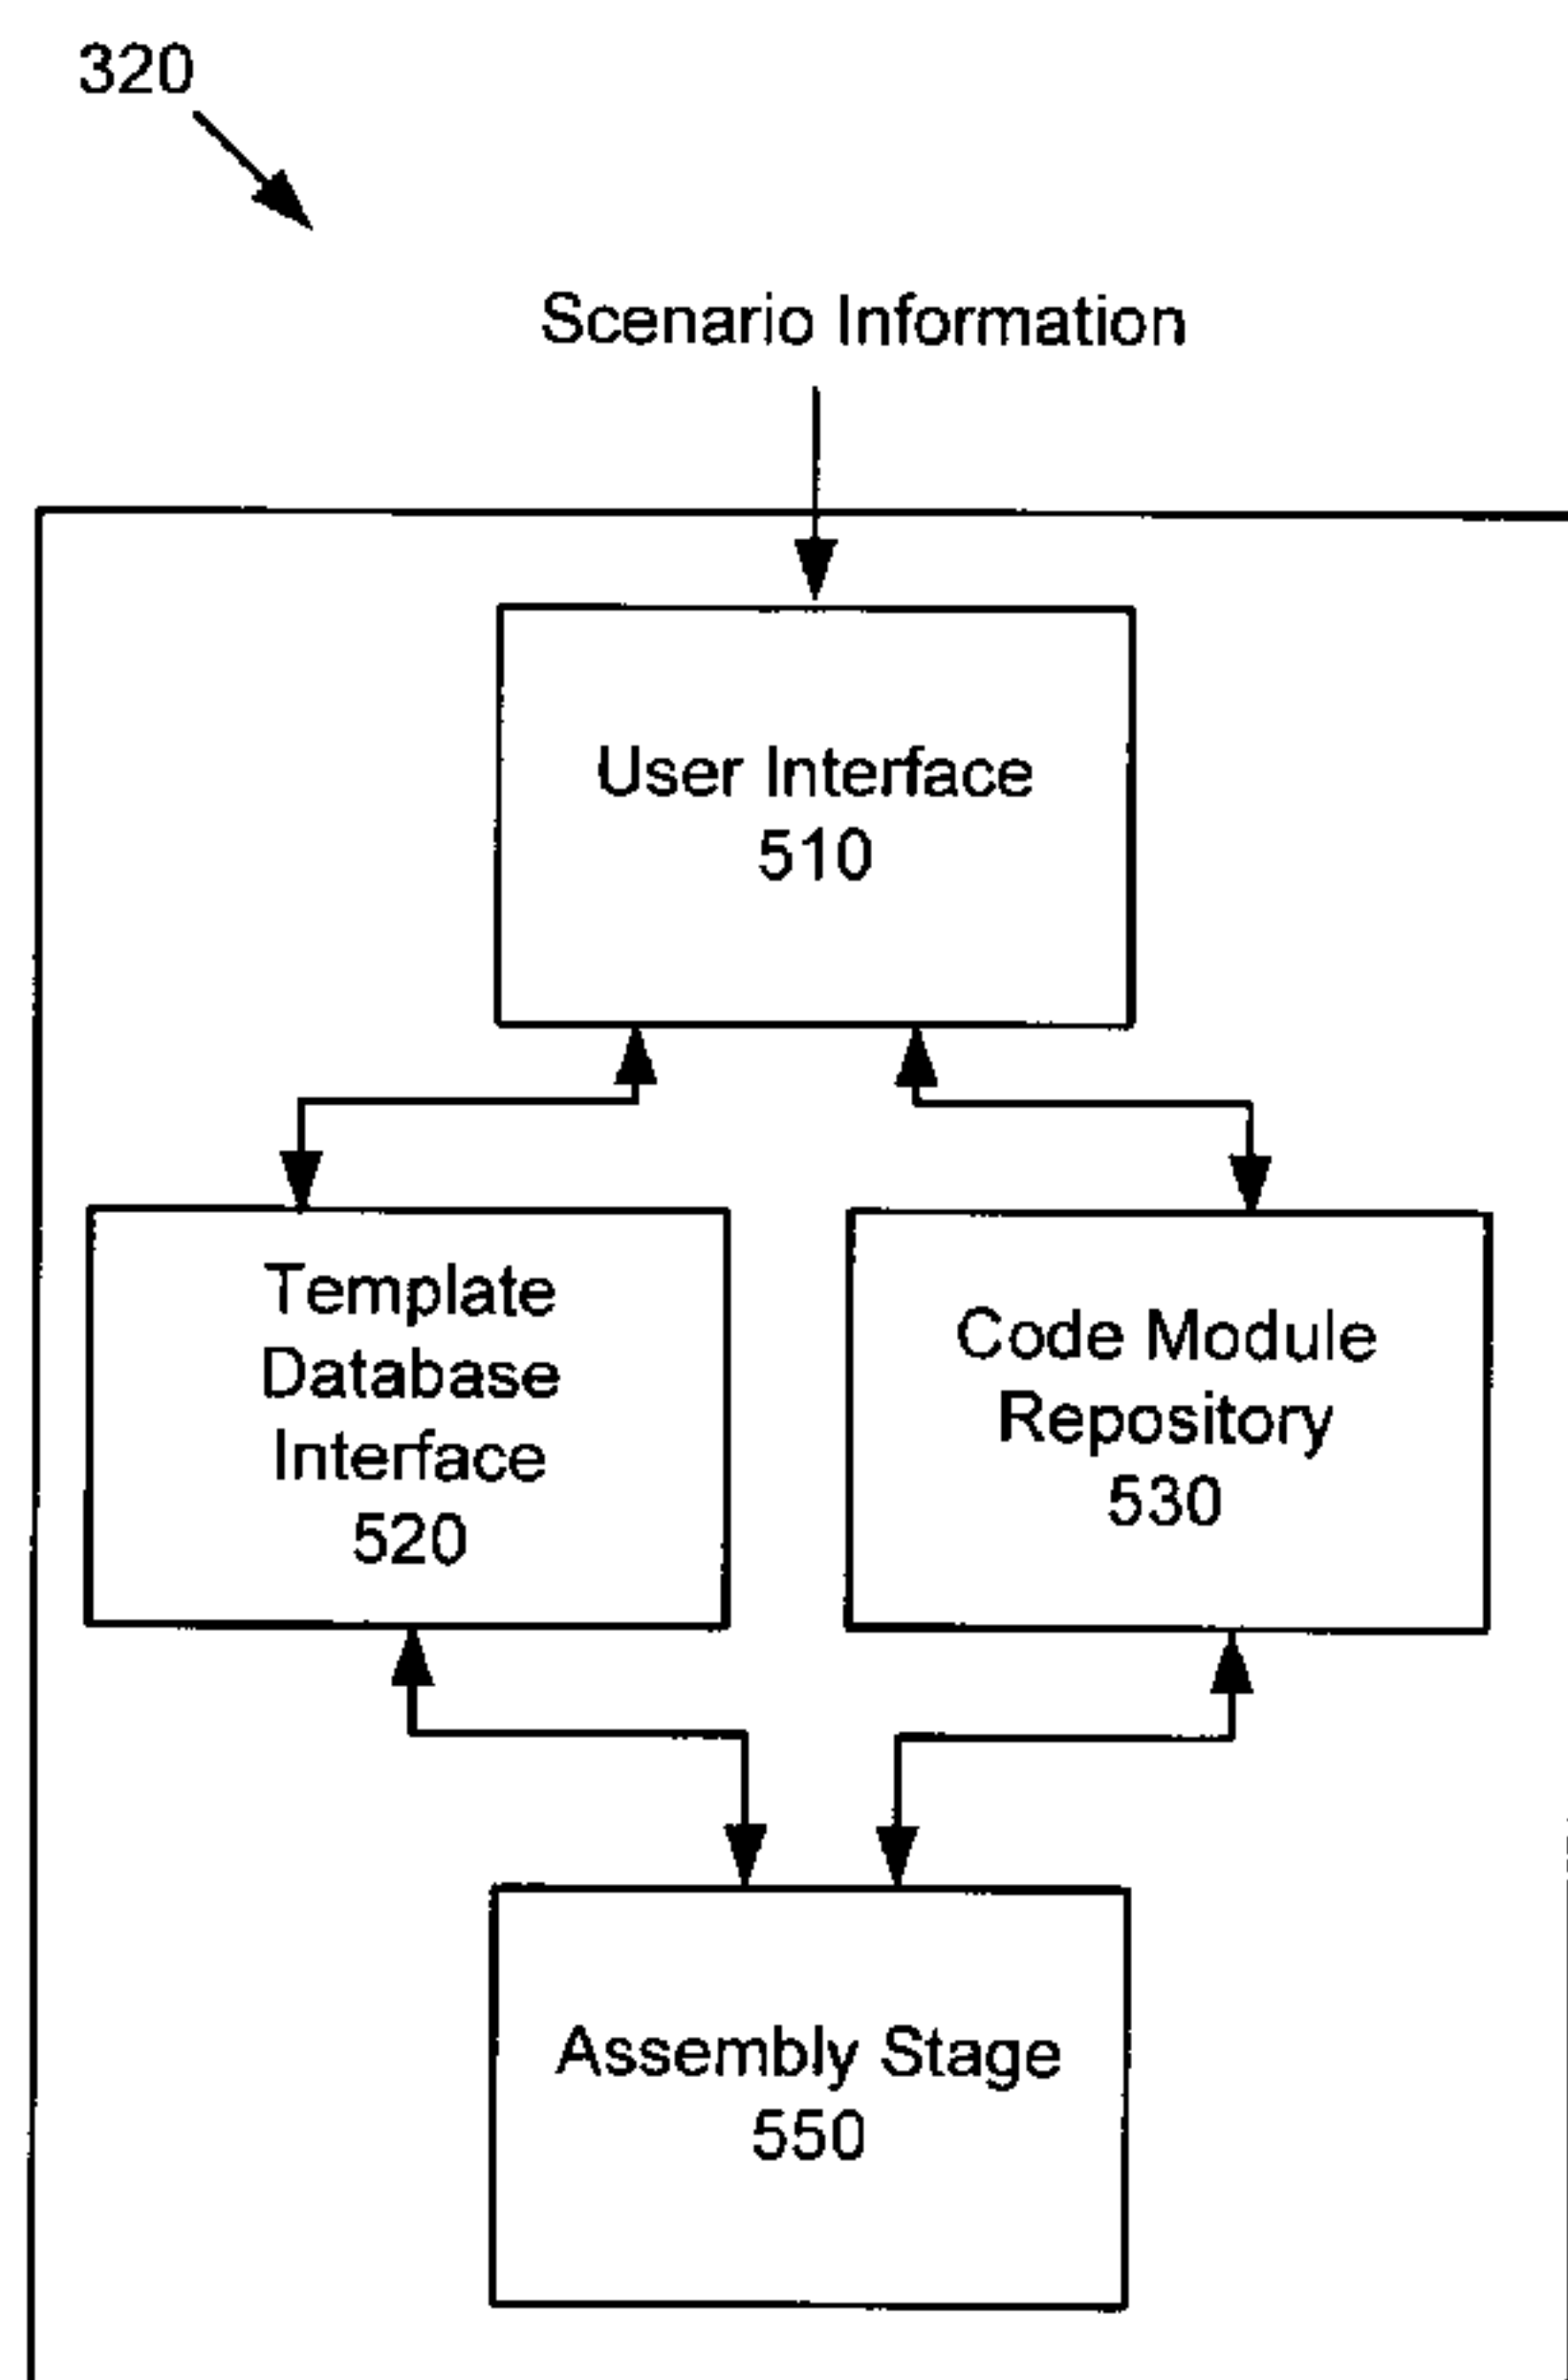 320
Scenario Information
User Interface
510
Template
Database
Interface
520
Code Module
Repository
530
Assembly Stage
550